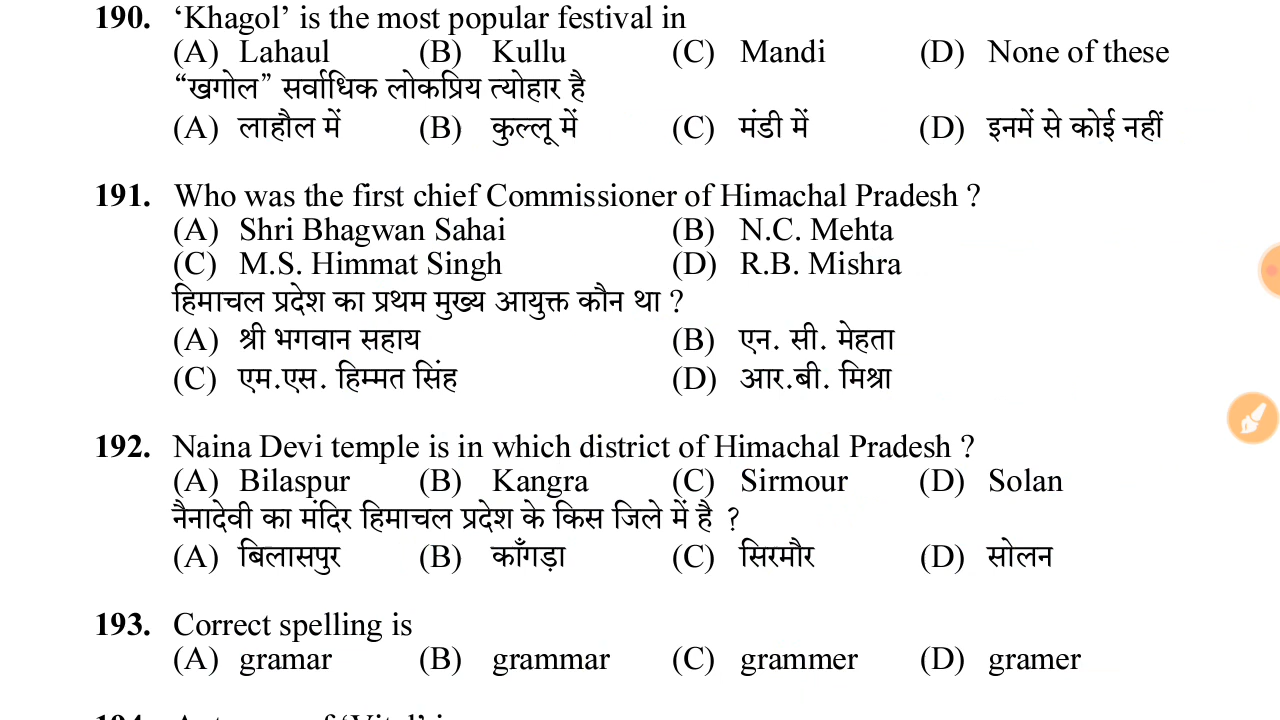 190. ‘Khagol’ is the most popular festival in
(A) Lahaul (B) Kullu (C) Mandi (D) None of these
“खगोल” सर्वाधिक लोकप्रिय त्योहार है
(A) लाहौल में (B) कुल्लू में (C) मंडी में (D) इनमें से कोई नहीं
191. Who was the first chief Commissioner of Himachal Pradesh ?
(A) Shri Bhagwan Sahai (B) N.C. Mehta
(C) M.S. Himmat Singh (D) R.B. Mishra
हिमाचल प्रदेश का प्रथम मुख्य आयुक्त कौन था ?
(A) श्री भगवान सहाय (B) एन. सी. मेहता
(C) एम.एस. हिम्मत सिंह (D) आर.बी. मिश्रा
192. Naina Devi temple is in which district of Himachal Pradesh ?
(A) Bilaspur (B) Kangra (C) Sirmour (D) Solan
नैनादेवी का मंदिर हिमाचल प्रदेश के किस जिले में है ?
(A) बिलासपुर (B) काँगड़ा (C) सिरमौर (D) सोलन
193. Correct spelling is
(A) gramar (B) grammar (C) grammer (D) gramer